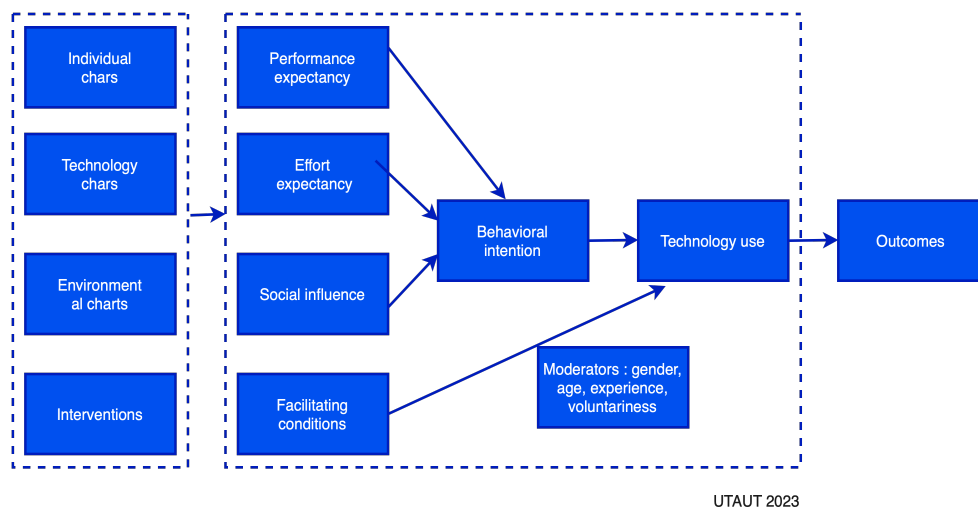 Individual
chars
Technology
chars
Environment
al charts
Interventions
Performance
expectancy
Effort
expectancy
Social influence
Facilitating
conditions
Behavioral
intention
Technology use
Moderators : gender,
age, experience,
voluntariness
Outcomes
UTAUT 2023